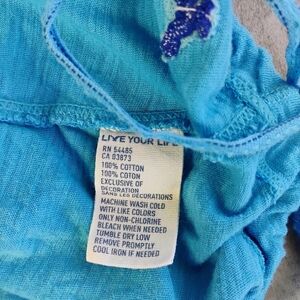 LIVE YOUR LIFE
RN 54485
CA 03873
100% COTTON
100% COTON
EXCLUSIVE OF
DECORATION
SANS LES DECORATIONS
MACHINE WASH COLD
WITH LIKE COLORS
ONLY NON-CHLORINE
BLEACH WHEN NEEDED
TUMBLE DRY LOW
REMOVE PROMPTLY
COOL IRON IF NEEDED